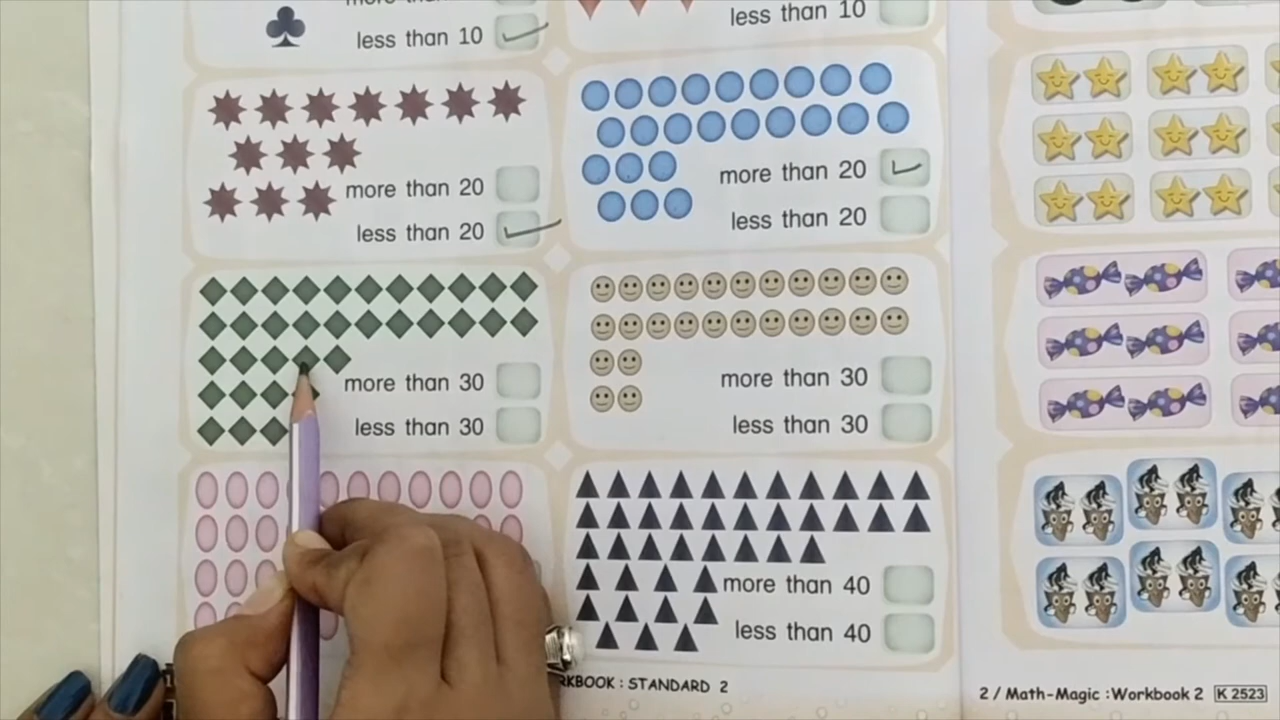 less than 10
less than 10
more than 20
less than 20
more than 20
less than 20
more than 30
less than 30
more than 30
less than 30
more than 40
less than 40
: STANDARD 2
2 / Math-Magic :Workbook 2 K 2523